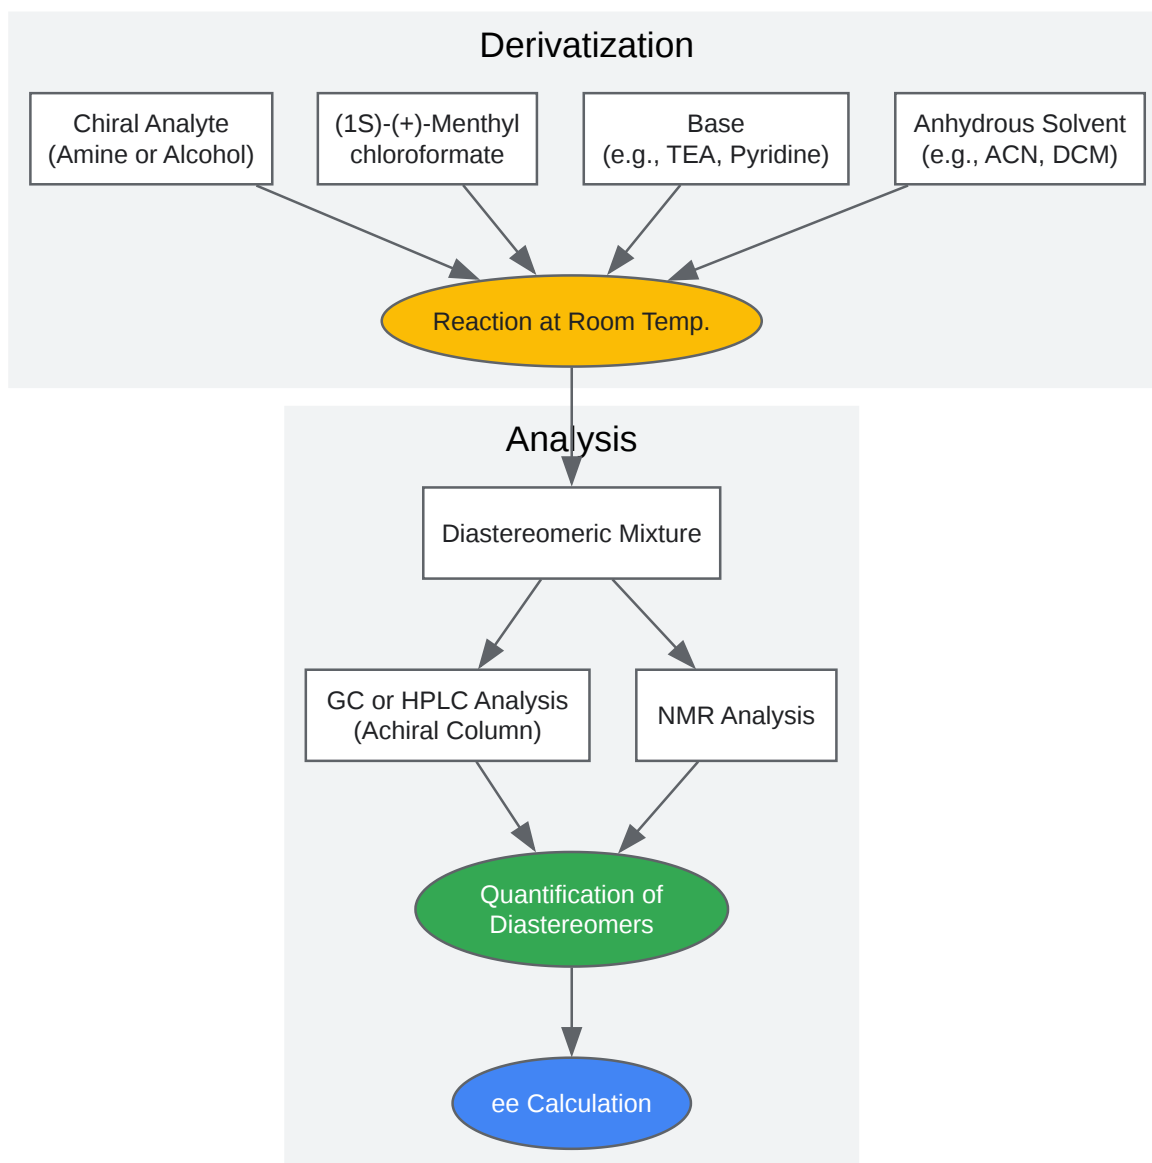 Derivatization
Chiral Analyte
(Amine or Alcohol)
(1S)-(+)-Menthyl
chloroformate
Base
(e.g., TEA, Pyridine)
Anhydrous Solvent
(e.g., ACN, DCM)
Reaction at Room Temp.
Analysis
Diastereomeric Mixture
GC or HPLC Analysis
(Achiral Column)
NMR Analysis
Quantification of
Diastereomers
ee Calculation